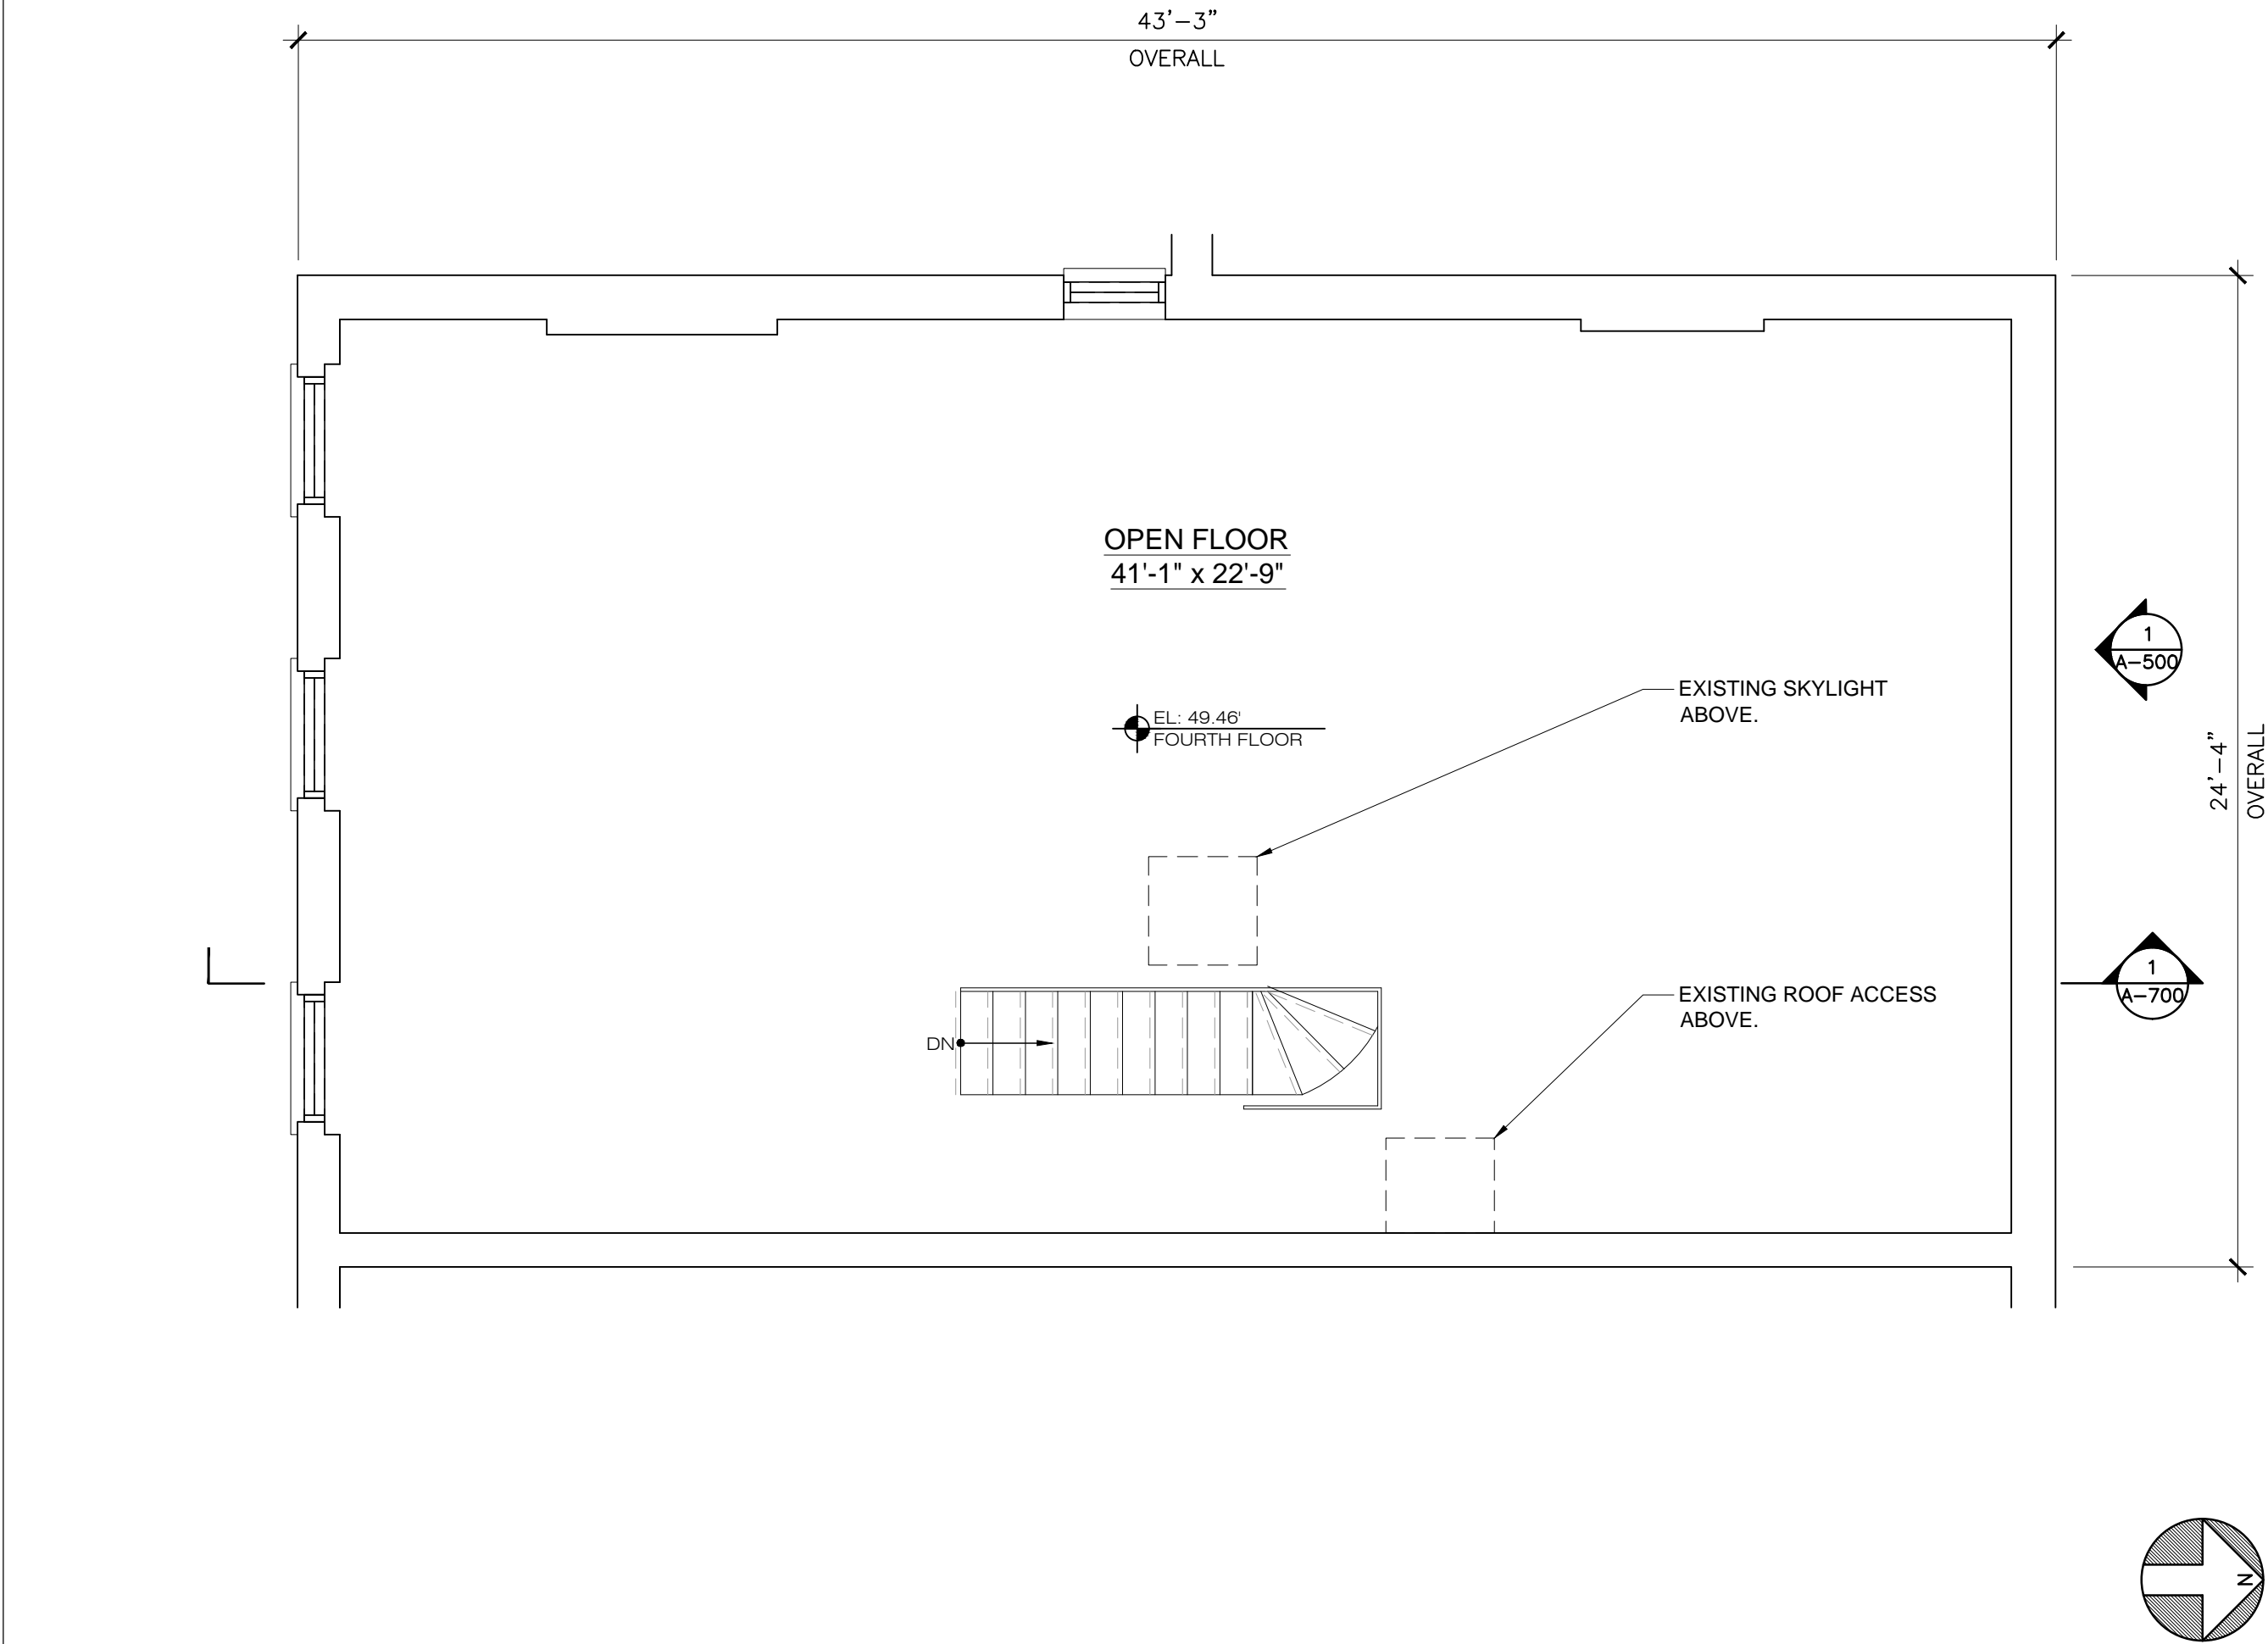 43'-3"
OVERALL
OPEN FLOOR
41'-1" x 22'-9"
1
A-500
EXISTING SKYLIGHT
ABOVE.
EL: 49.46'
FOURTH FLOOR
24'-4"
OVERALL
1
A-700
EXISTING ROOF ACCESS
ABOVE.
DN
N